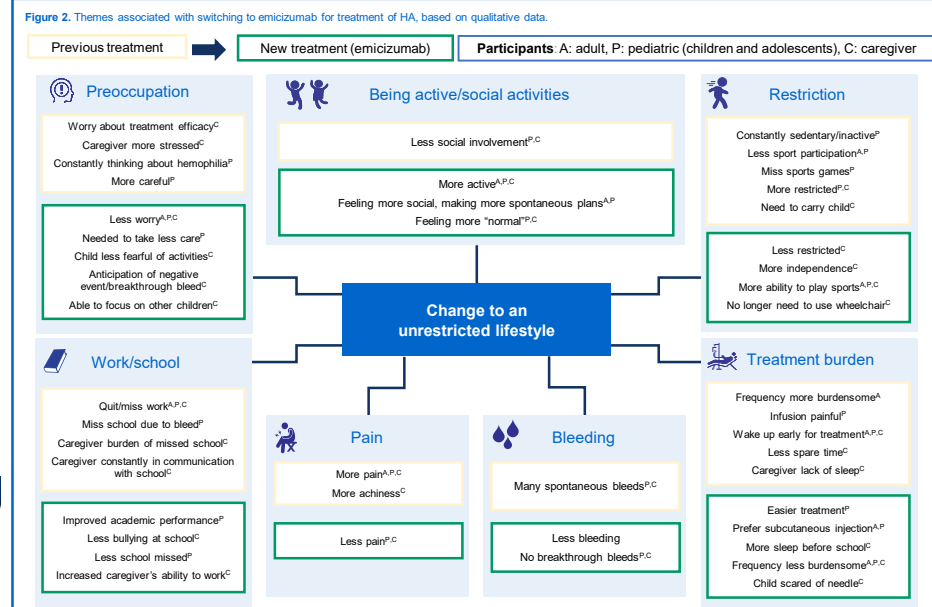 Figure 2. Themes associated with switching to emicizumab for treatment of HA, based on qualitative data.
Previous treatment
New treatment (emicizumab)
Participants: A: adult, P: pediatric (children and adolescents), C: caregiver
Preoccupation
Worry about treatment efficacyᶜ
Caregiver more stressedᶜ
Constantly thinking about hemophiliaᴾ
More carefulᴾ
Less worryᴬ,ᴾ,ᶜ
Needed to take less careᴾ
Child less fearful of activitiesᶜ
Anticipation of negative
event/breakthrough bleedᶜ
Able to focus on other childrenᶜ
Being active/social activities
Less social involvementᴾ,ᶜ
More activeᴬ,ᴾ,ᶜ
Feeling more social, making more spontaneous plansᴬ,ᴾ
Feeling more “normal”ᴾ,ᶜ
Restriction
Constantly sedentary/inactiveᴾ
Less sport participationᴬ,ᴾ
Miss sports gamesᴾ
More restrictedᴾ,ᶜ
Need to carry childᶜ
Less restrictedᶜ
More independenceᶜ
More ability to play sportsᴬ,ᴾ,ᶜ
No longer need to use wheelchairᶜ
Change to an
unrestricted lifestyle
Work/school
Quit/miss workᴬ,ᴾ,ᶜ
Miss school due to bleedᴾ
Caregiver burden of missed schoolᶜ
Caregiver constantly in communication
with schoolᶜ
Improved academic performanceᴾ
Less bullying at schoolᶜ
Less school missedᴾ
Increased caregiver’s ability to workᶜ
Pain
More painᴬ,ᴾ,ᶜ
More achinessᶜ
Less painᴾ,ᶜ
Bleeding
Many spontaneous bleedsᴾ,ᶜ
Less bleeding
No breakthrough bleedsᴾ,ᶜ
Treatment burden
Frequency more burdensomeᴬ
Infusion painfulᴾ
Wake up early for treatmentᴬ,ᴾ,ᶜ
Less spare timeᶜ
Caregiver lack of sleepᶜ
Easier treatmentᴾ
Prefer subcutaneous injectionᴬ,ᴾ
More sleep before schoolᶜ
Frequency less burdensomeᴬ,ᴾ,ᶜ
Child scared of needleᶜ